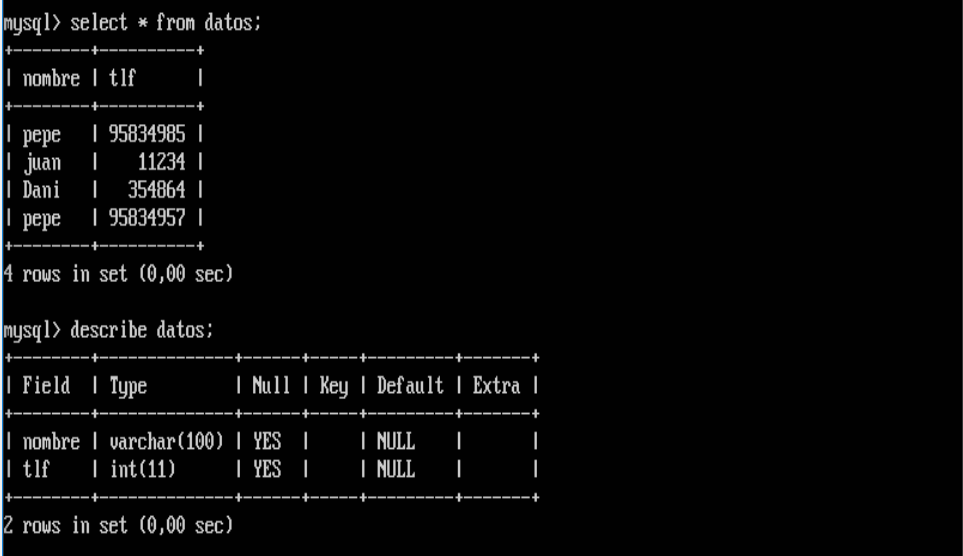 mysql> select * from datos;
+--------+----------+
| nombre | tlf      |
+--------+----------+
| pepe   | 95834985 |
| juan   |    11234 |
| Dani   |   354864 |
| pepe   | 95834957 |
+--------+----------+
4 rows in set (0,00 sec)
mysql> describe datos;
+--------+--------------+------+-----+---------+-------+
| Field  | Type         | Null | Key | Default | Extra |
+--------+--------------+------+-----+---------+-------+
| nombre | varchar(100) | YES  |     | NULL    |       |
| tlf    | int(11)      | YES  |     | NULL    |       |
+--------+--------------+------+-----+---------+-------+
2 rows in set (0,00 sec)